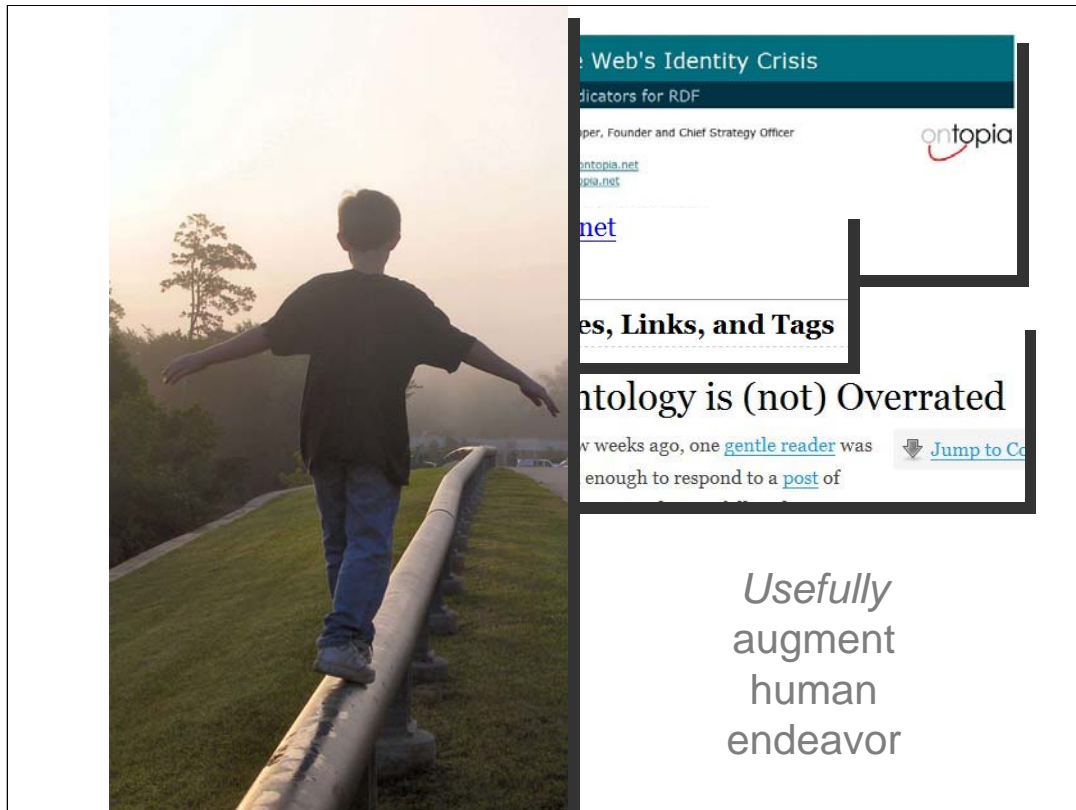 Web's Identity Crisis
dicators for RDF
per, Founder and Chief Strategy Officer
ontopia
ontopia.net
opia.net
net
es, Links, and Tags
ntology is (not) Overrated
w weeks ago, one gentle reader was
Jump to Co
enough to respond to a post of
Usefully
augment
human
endeavor